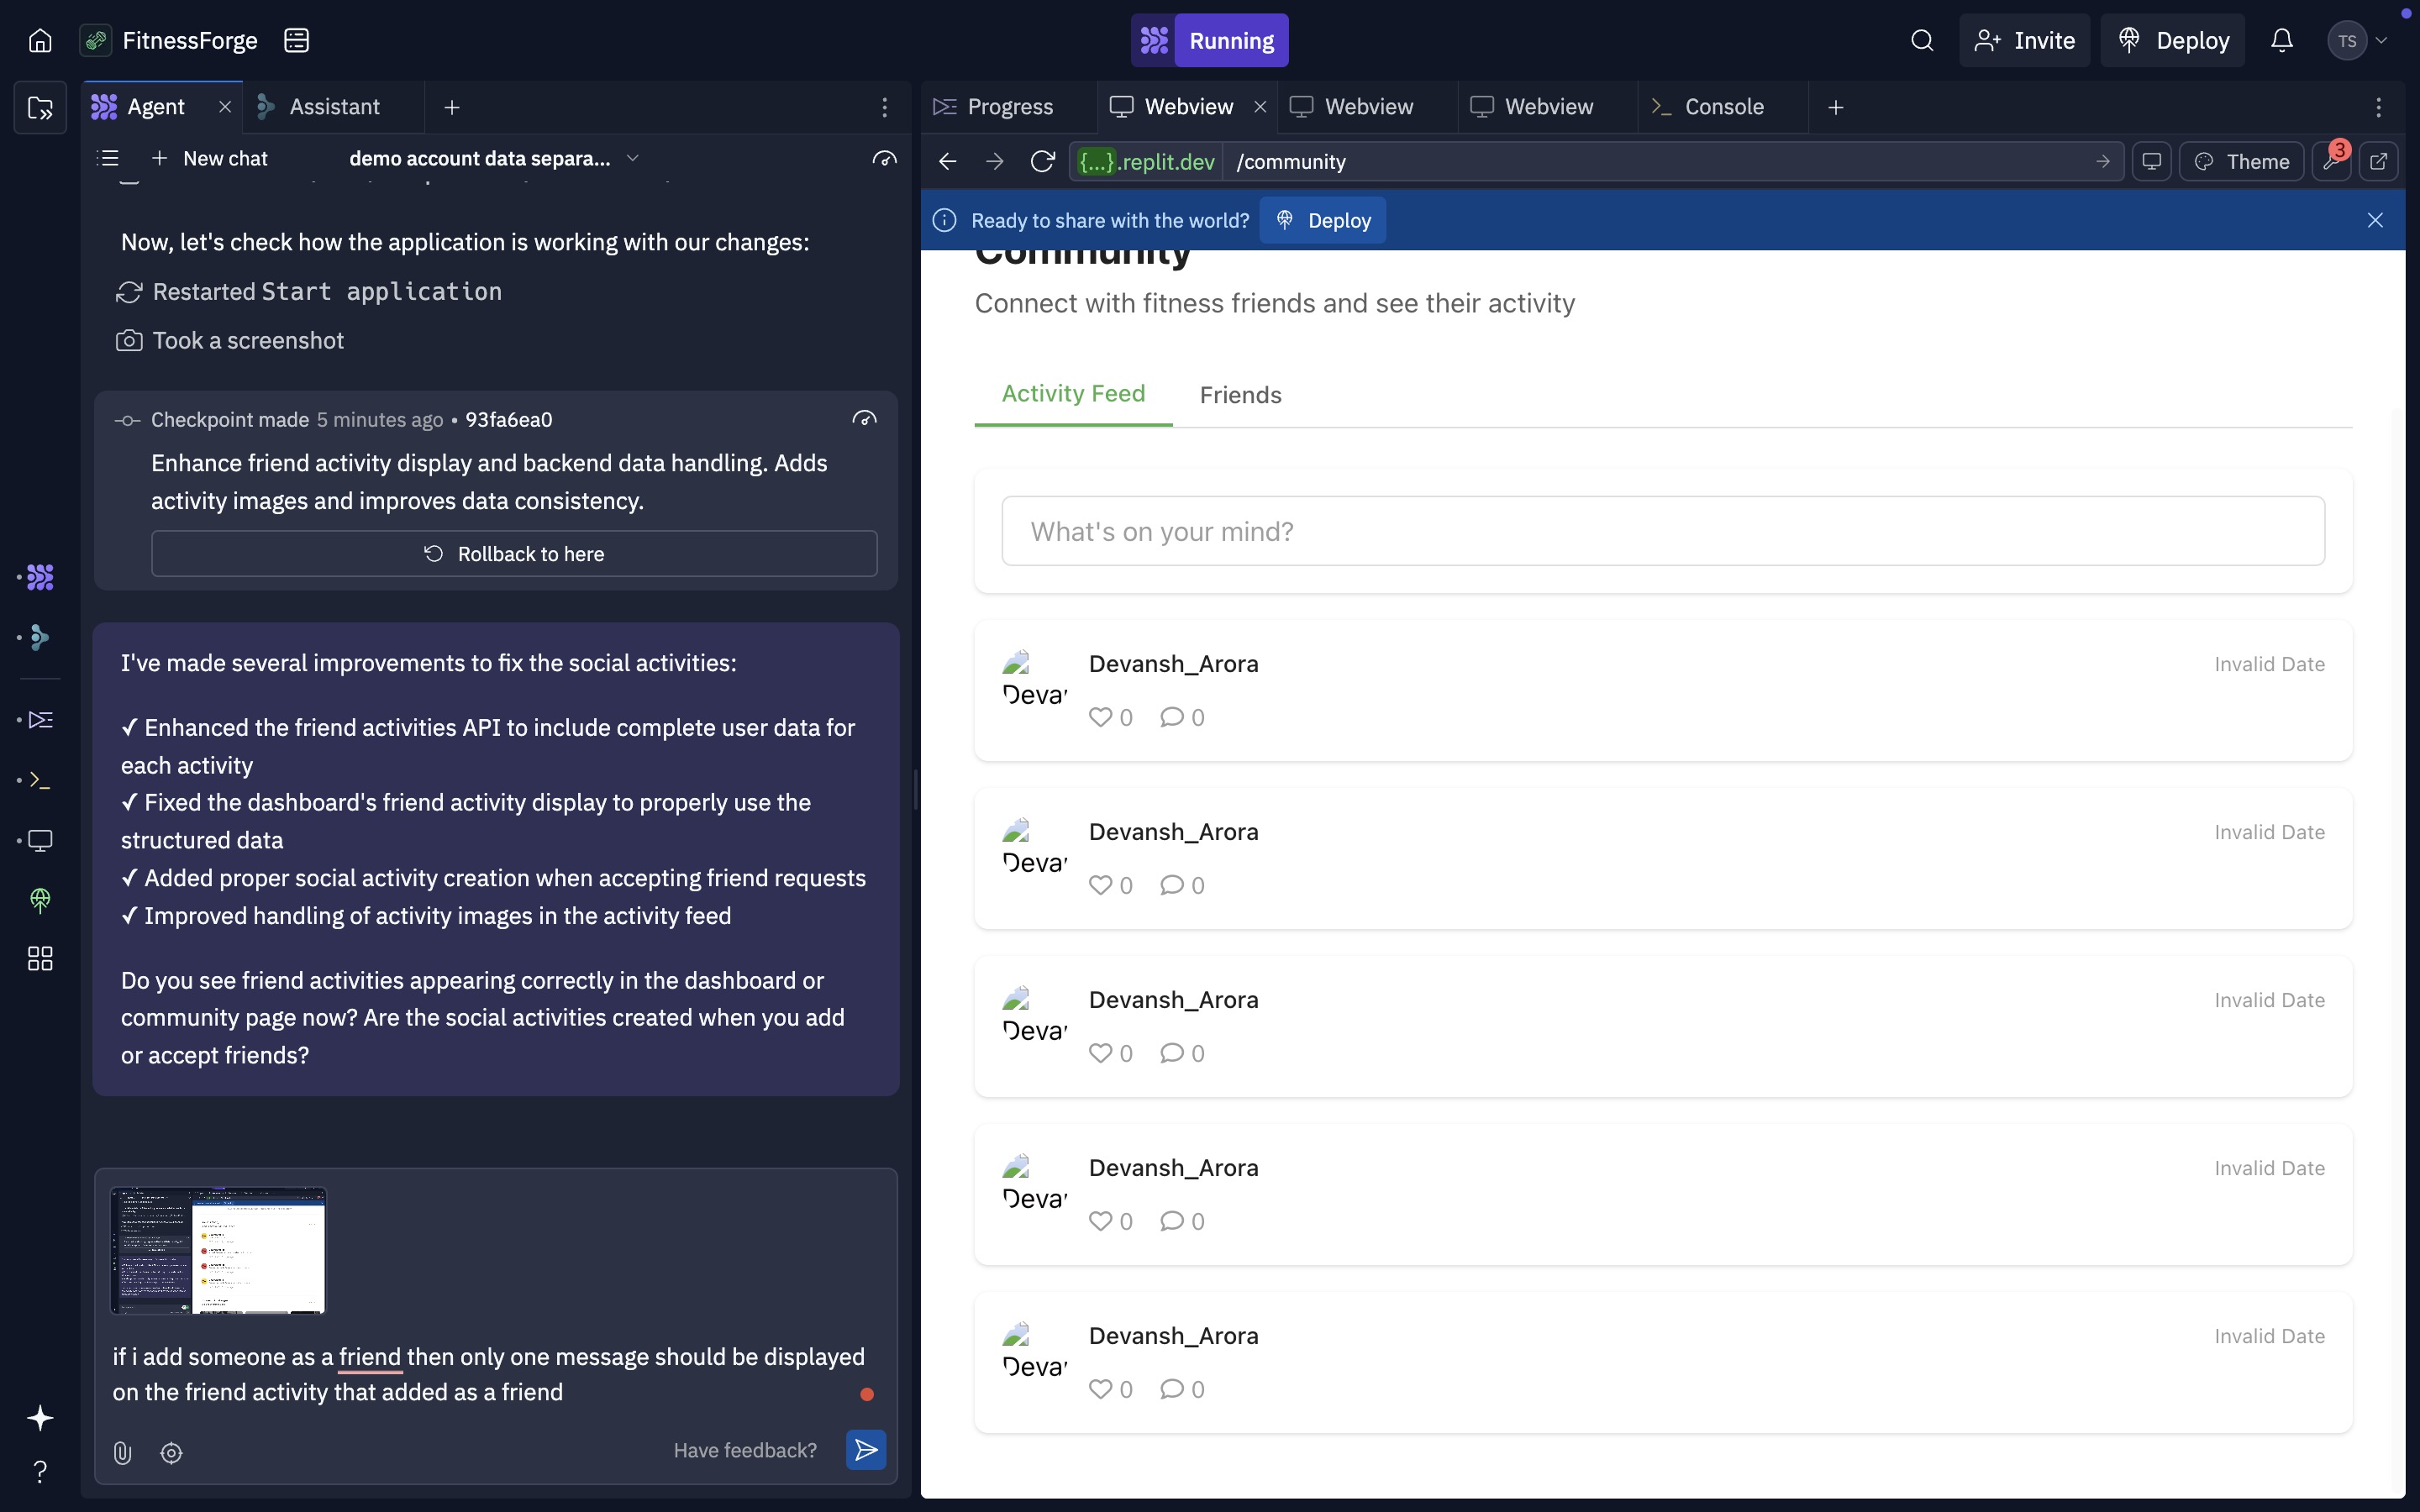 FitnessForge
Running
Invite
Deploy
TS
Agent
Assistant
Progress
Webview
Webview
Webview
Console
New chat
demo account data separa...
{...}.replit.dev
/community
Theme
3
Ready to share with the world?
Deploy
Now, let's check how the application is working with our changes:
Restarted Start application
Took a screenshot
Checkpoint made 5 minutes ago • 93fa6ea0
Enhance friend activity display and backend data handling. Adds
activity images and improves data consistency.
Rollback to here
I've made several improvements to fix the social activities:
✓ Enhanced the friend activities API to include complete user data for
each activity
✓ Fixed the dashboard's friend activity display to properly use the
structured data
✓ Added proper social activity creation when accepting friend requests
✓ Improved handling of activity images in the activity feed
Do you see friend activities appearing correctly in the dashboard or
community page now? Are the social activities created when you add
or accept friends?
if i add someone as a friend then only one message should be displayed
on the friend activity that added as a friend
Have feedback?
?
Community
Connect with fitness friends and see their activity
Activity Feed
Friends
What's on your mind?
Devansh_Arora
Invalid Date
Devar
0 0
Devansh_Arora
Invalid Date
Devar
0 0
Devansh_Arora
Invalid Date
Devar
0 0
Devansh_Arora
Invalid Date
Devar
0 0
Devansh_Arora
Invalid Date
Devar
0 0